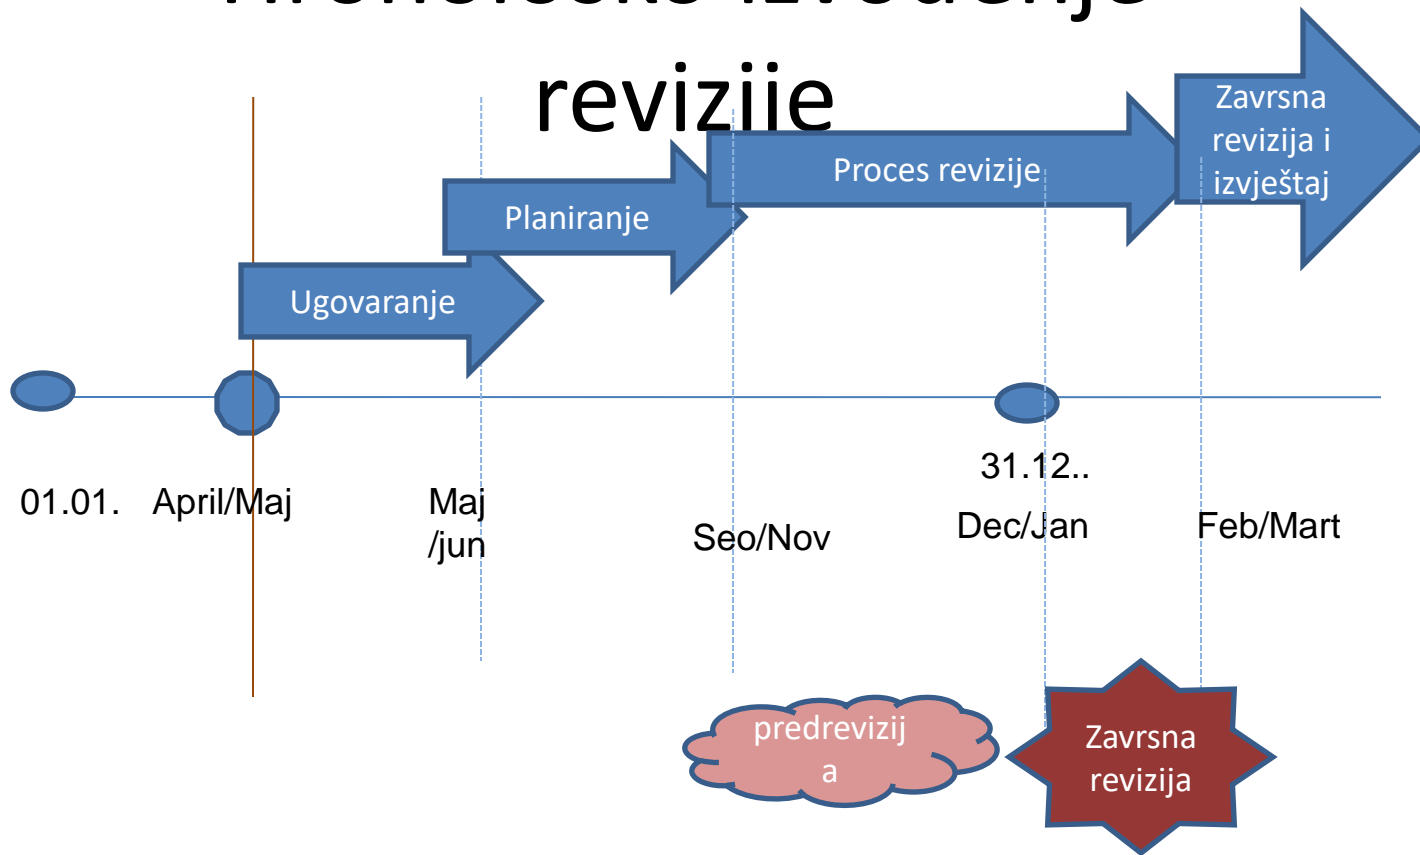 revizije
Zavrsna
revizija i
izvještaj
Proces revizije
Planiranje
Ugovaranje
31.12..
01.01.
April/Maj
Maj
/jun
Seo/Nov
Dec/Jan
Feb/Mart
predrevizij
a
Zavrsna
revizija